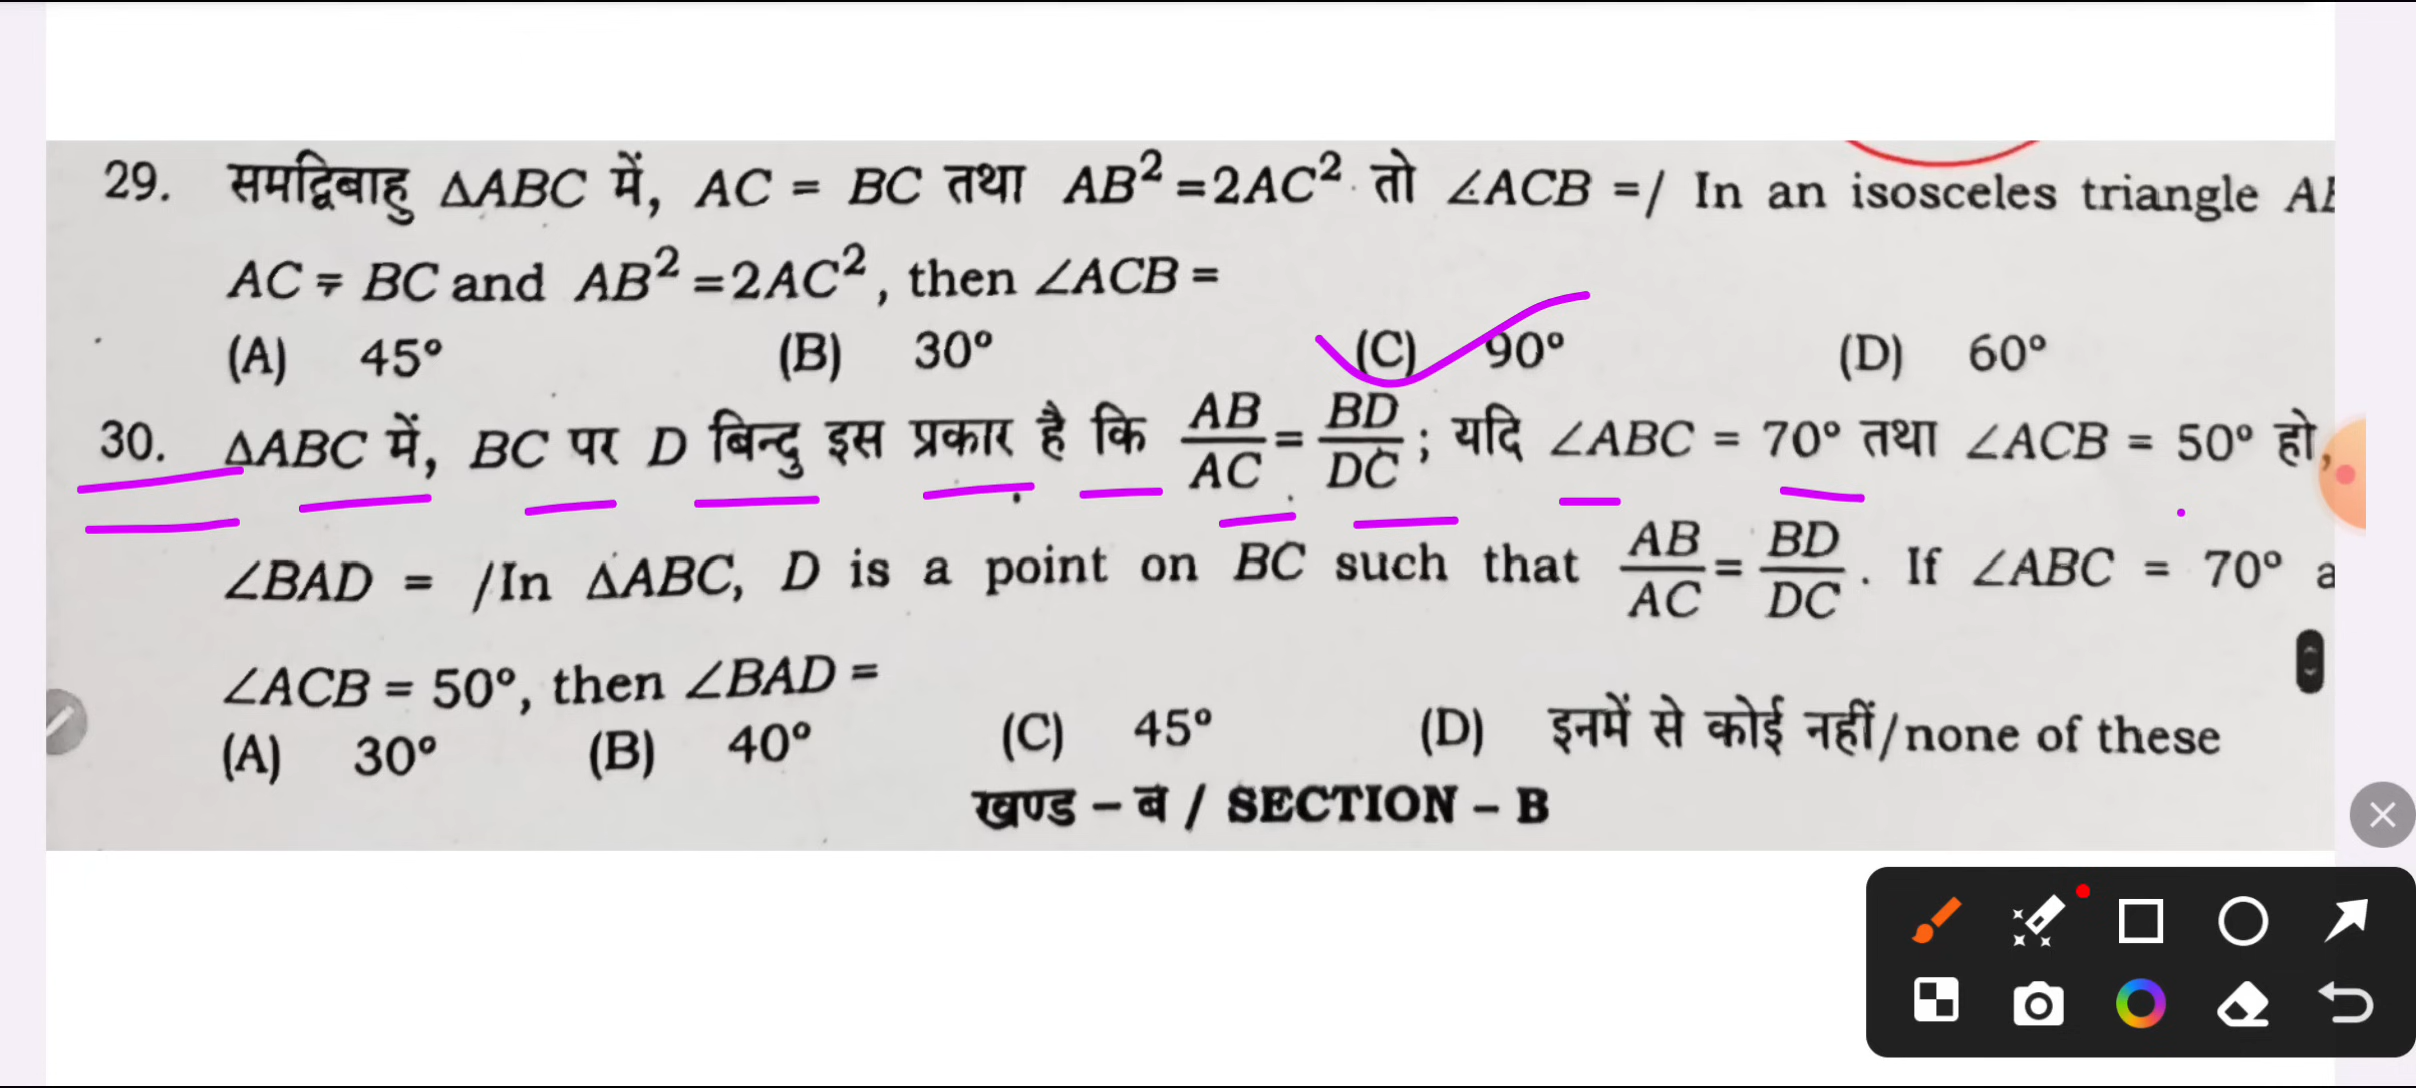 29. समद्विबाहु ΔABC में, AC = BC तथा AB² = 2AC² तो ∠ACB =/ In an isosceles triangle
AC = BC and AB² = 2AC², then ∠ACB =
(A) 45° (B) 30° (C) 90° (D) 60°
30. ΔABC में, BC पर D बिन्दु इस प्रकार है कि AB/AC = BD/DC; यदि ∠ABC = 70° तथा ∠ACB = 50° हो,
∠BAD = /In ΔABC, D is a point on BC such that AB/AC = BD/DC. If ∠ABC = 70° a
∠ACB = 50°, then ∠BAD =
(A) 30° (B) 40° (C) 45° (D) इनमें से कोई नहीं/none of these
खण्ड – ब / SECTION – B